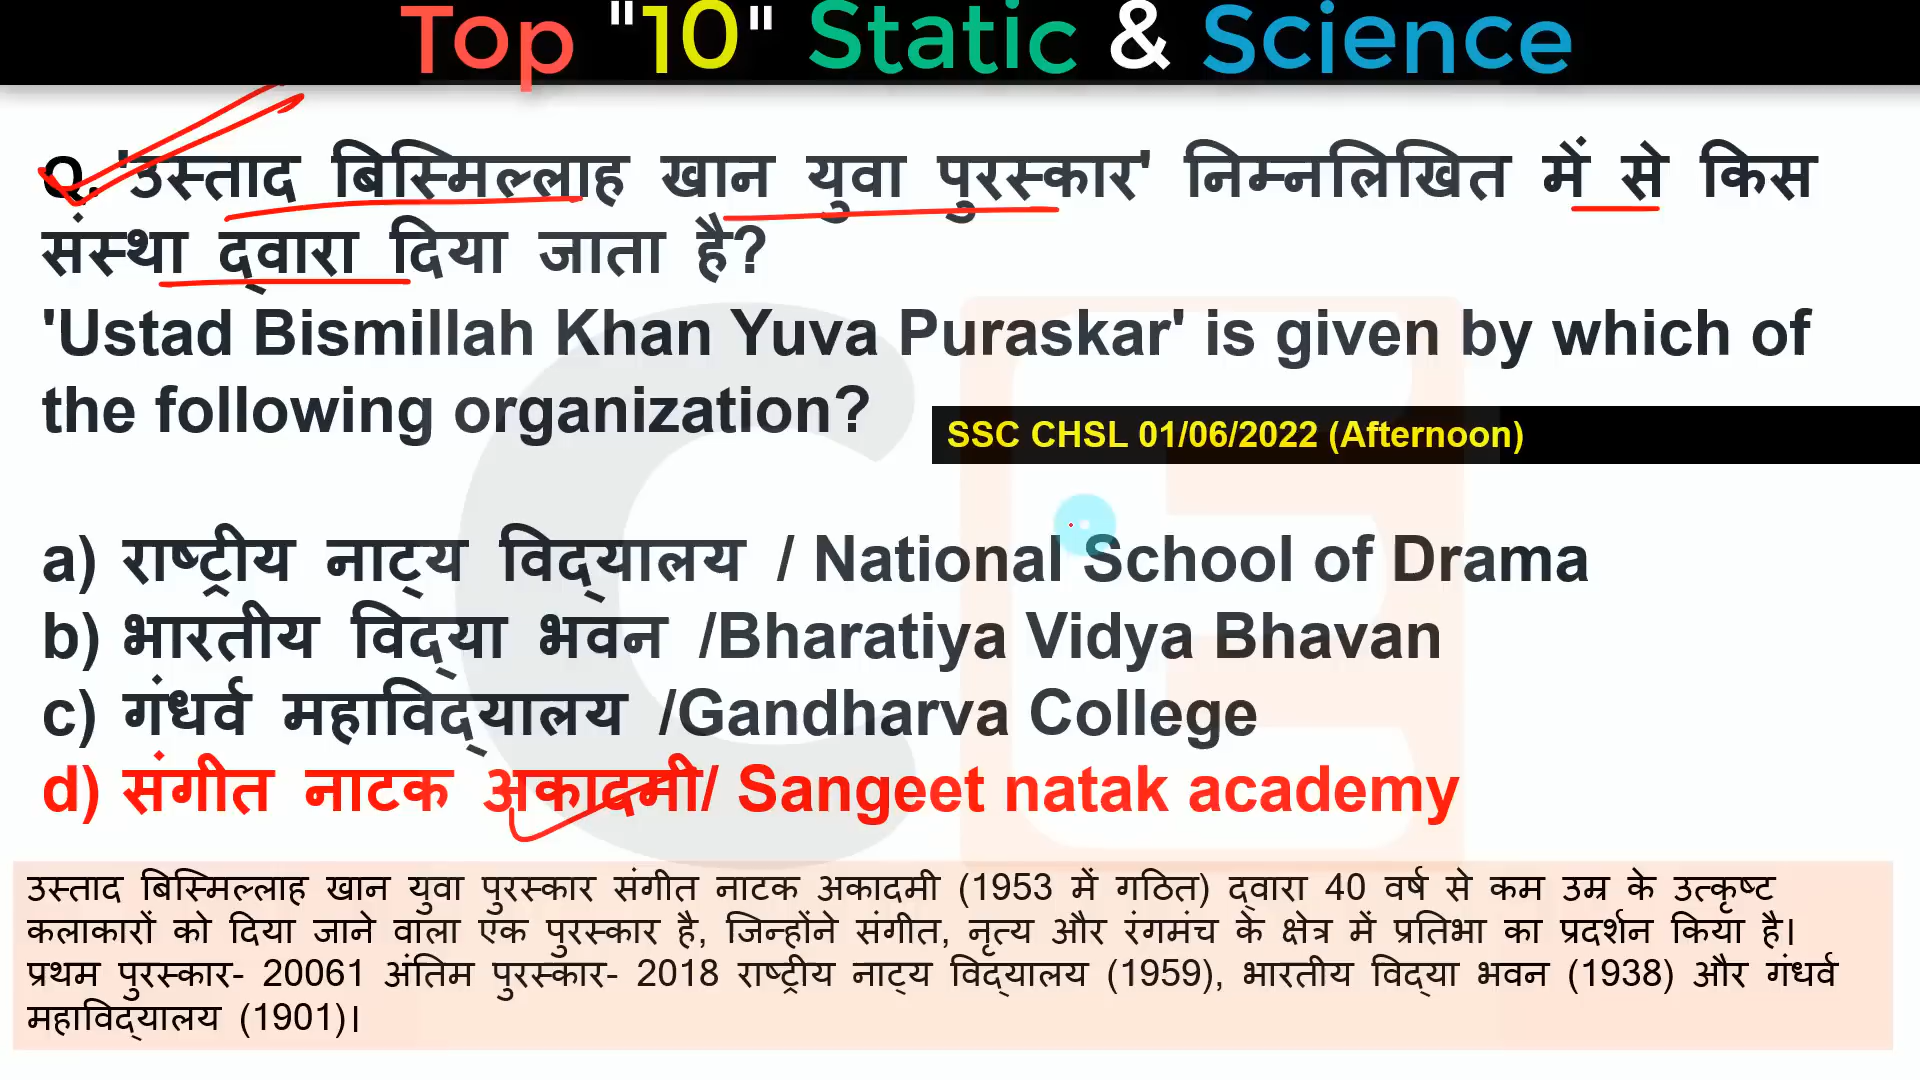 Top "10" Static & Science
Q. 'उस्ताद बिस्मिल्लाह खान युवा पुरस्कार' निम्नलिखित में से किस
संस्था द्वारा दिया जाता है?
'Ustad Bismillah Khan Yuva Puraskar' is given by which of
the following organization?
SSC CHSL 01/06/2022 (Afternoon)
a) राष्ट्रीय नाट्य विद्यालय / National School of Drama
b) भारतीय विद्या भवन /Bharatiya Vidya Bhavan
c) गंधर्व महाविद्यालय /Gandharva College
d) संगीत नाटक अकादमी/ Sangeet natak academy
उस्ताद बिस्मिल्लाह खान युवा पुरस्कार संगीत नाटक अकादमी (1953 में गठित) द्वारा 40 वर्ष से कम उम्र के उत्कृष्ट
कलाकारों को दिया जाने वाला एक पुरस्कार है, जिन्होंने संगीत, नृत्य और रंगमंच के क्षेत्र में प्रतिभा का प्रदर्शन किया है।
प्रथम पुरस्कार- 20061 अंतिम पुरस्कार- 2018 राष्ट्रीय नाट्य विद्यालय (1959), भारतीय विद्या भवन (1938) और गंधर्व
महाविद्यालय (1901)।